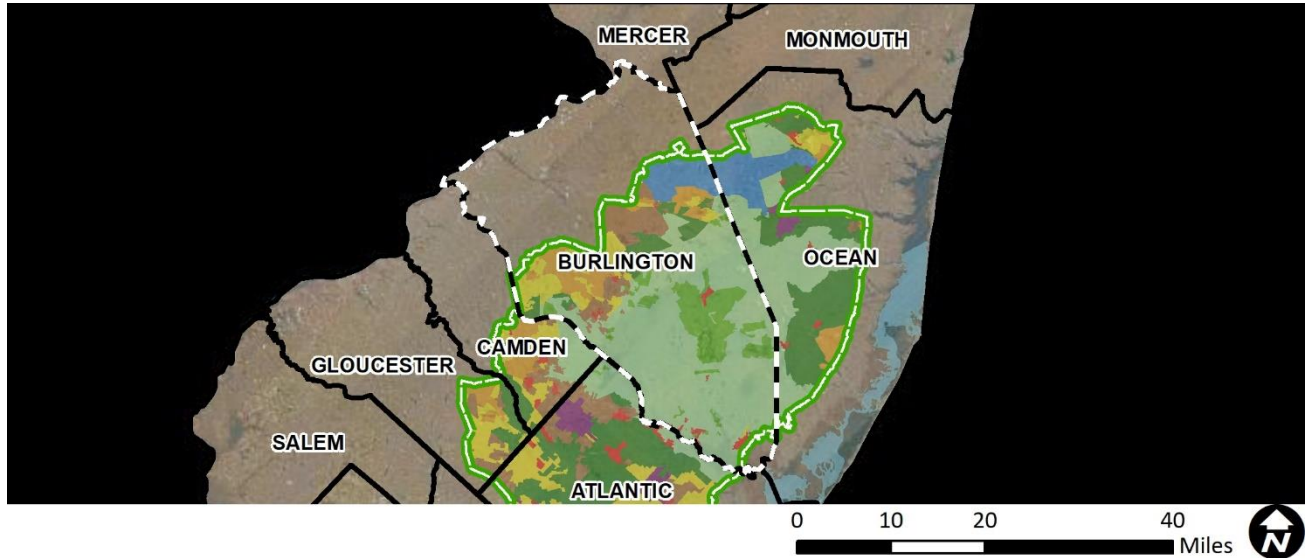 MERCER
MONMOUTH
BURLINGTON
OCEAN
CAMDEN
GLOUCESTER
SALEM
ATLANTIC
0 10 20 40
Miles
N